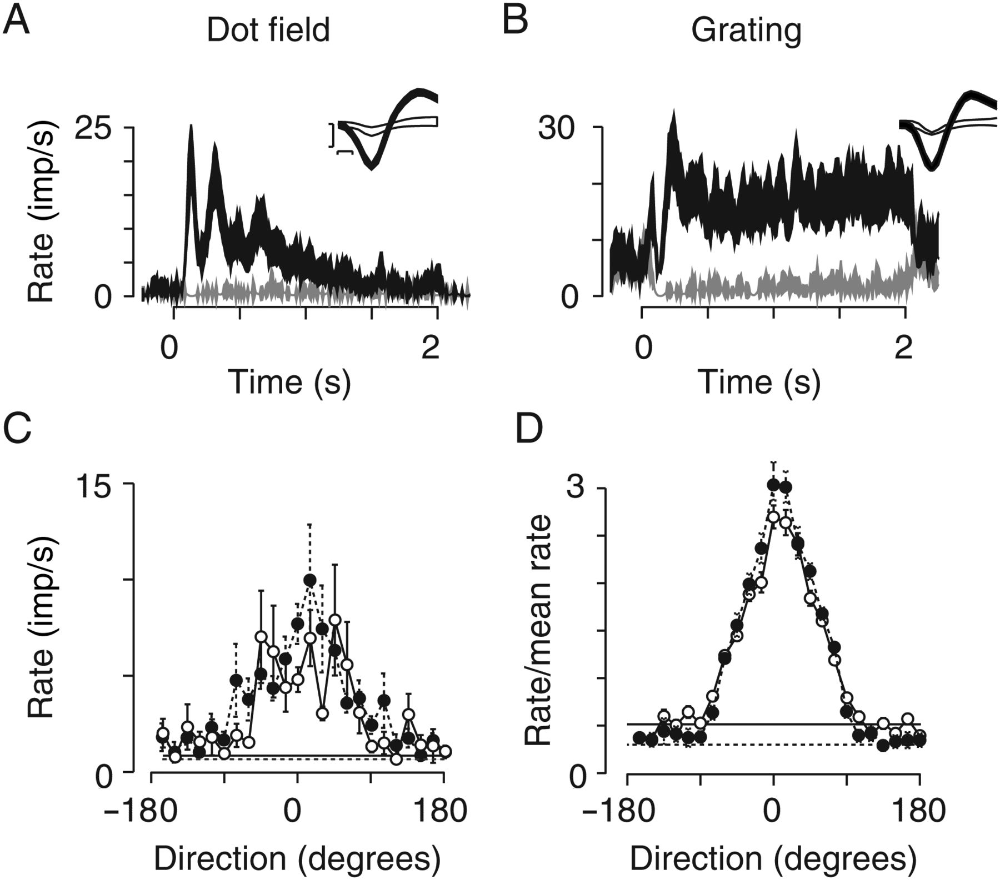 A
Dot field
B
Grating
25
0
Rate (imp/s)
0
2
Time (s)
30
0
0
2
Time (s)
C
D
15
0
Rate (imp/s)
−180
0
180
Direction (degrees)
3
0
Rate/mean rate
−180
0
180
Direction (degrees)